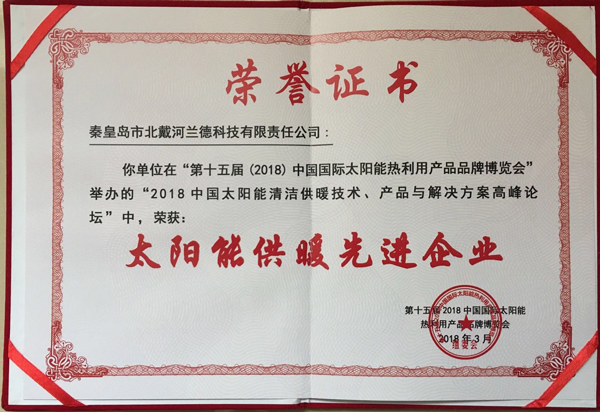 荣誉证书
秦皇岛市北戴河兰德科技有限责任公司：
你单位在“第十五届（2018）中国国际太阳能热利用产品品牌博览会”
举办的“2018 中国太阳能清洁供暖技术、产品与解决方案高峰论
坛”中，荣获：
太阳能供暖先进企业
第十五届 2018 中国国际太阳能
热利用产品品牌博览会
2018 年 3 月
组委会